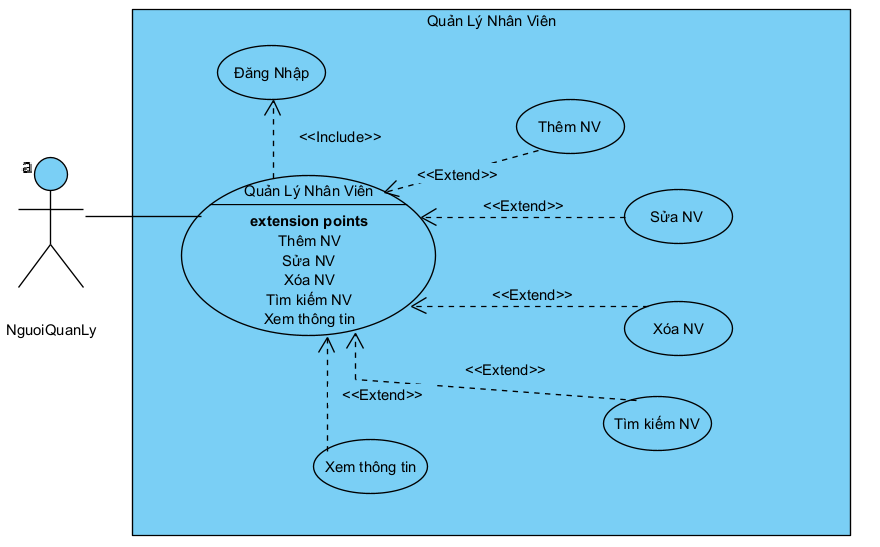 Quản Lý Nhân Viên
Đăng Nhập
<<Include>>
Thêm NV
<<Extend>>
Quản Lý Nhân Viên
extension points
Thêm NV
Sửa NV
Xóa NV
Tìm kiếm NV
Xem thông tin
<<Extend>>
Sửa NV
<<Extend>>
Xóa NV
NguoiQuanLy
<<Extend>>
<<Extend>>
Tìm kiếm NV
Xem thông tin